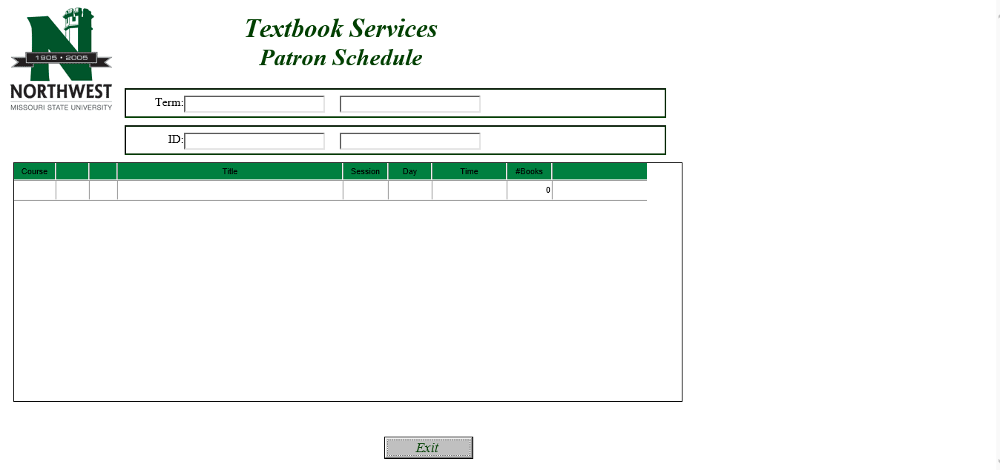 Textbook Services
Patron Schedule
1905 • 2005
NORTHWEST
MISSOURI STATE UNIVERSITY
Term:
ID:
Course Title Session Day Time #Books
0
Exit